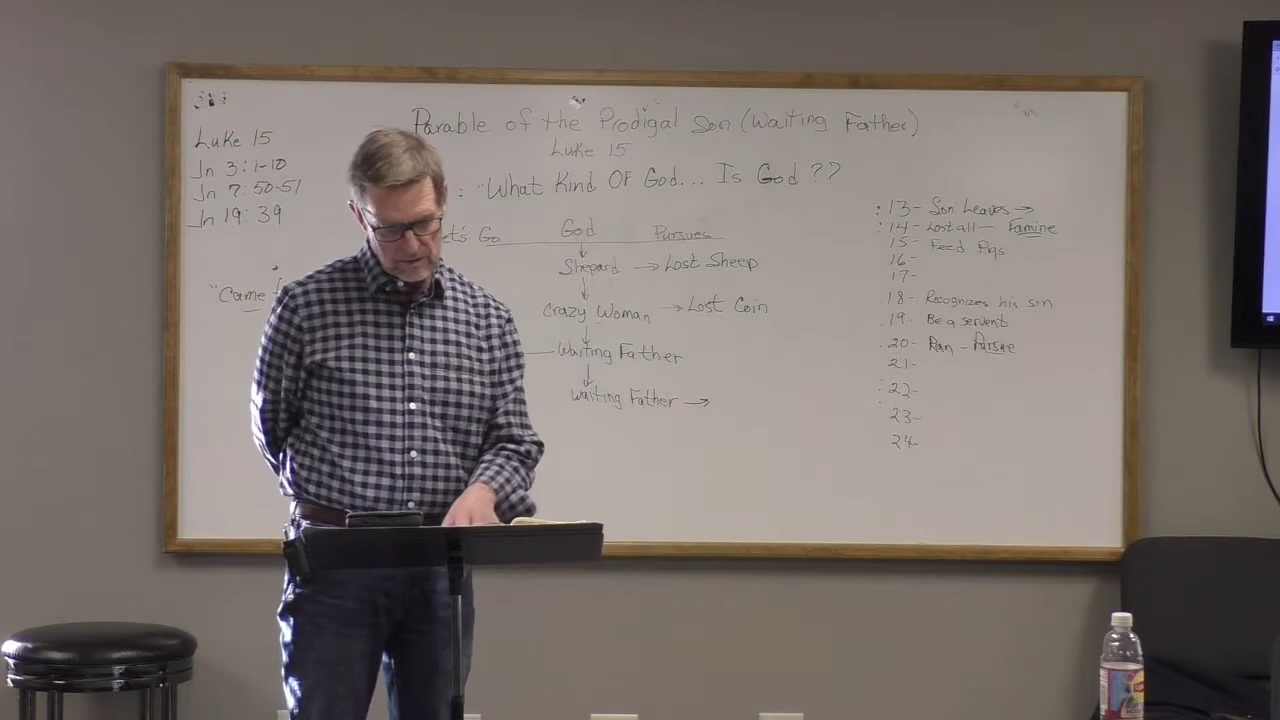 Parable of the Prodigal Son (Waiting Father)
Luke 15
: "What Kind Of God... Is God ??
Luke 15
Jn 3:1-10
Jn 7:50-51
Jn 19:39
"Came
et's Go God Pursues
Shepard → Lost Sheep
Crazy Woman → Lost Coin
Waiting Father
Waiting Father →
:13- Son Leaves →
:14- Lost all- Famine
15- Feed Pigs
16-
17-
18- Recognizes his sin
19- Be a servent
20- Ran - Pursue
21-
22-
23-
24-